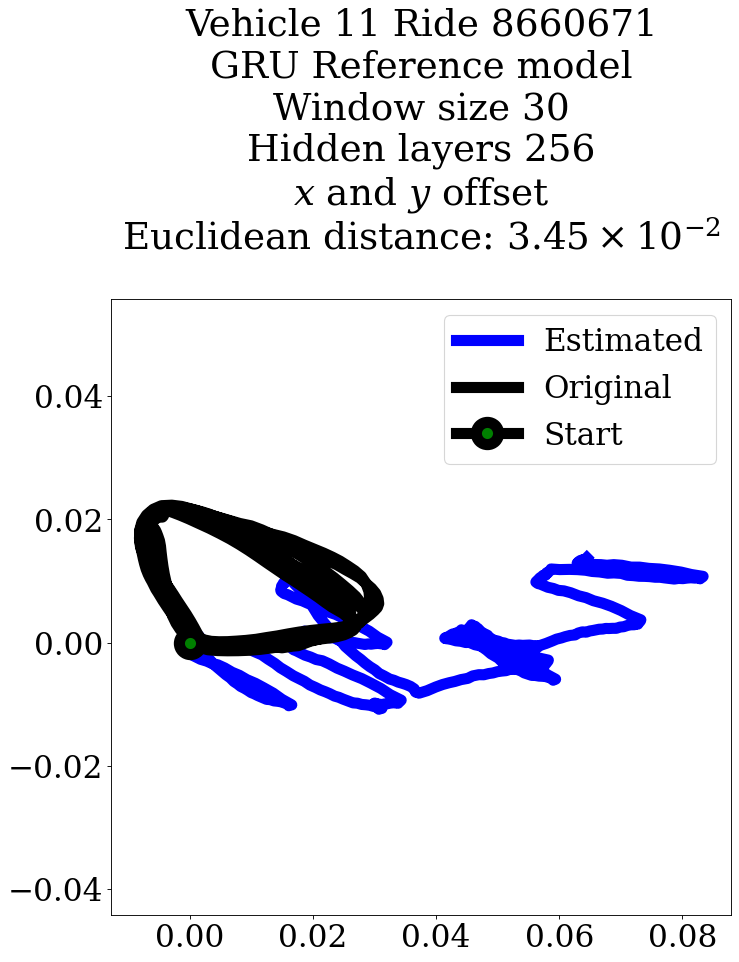 Vehicle 11 Ride 8660671
GRU Reference model
Window size 30
Hidden layers 256
x and y offset
Euclidean distance: 3.45 × 10⁻²
Estimated
Original
Start
0.04
0.02
0.00
−0.02
−0.04
0.00 0.02 0.04 0.06 0.08